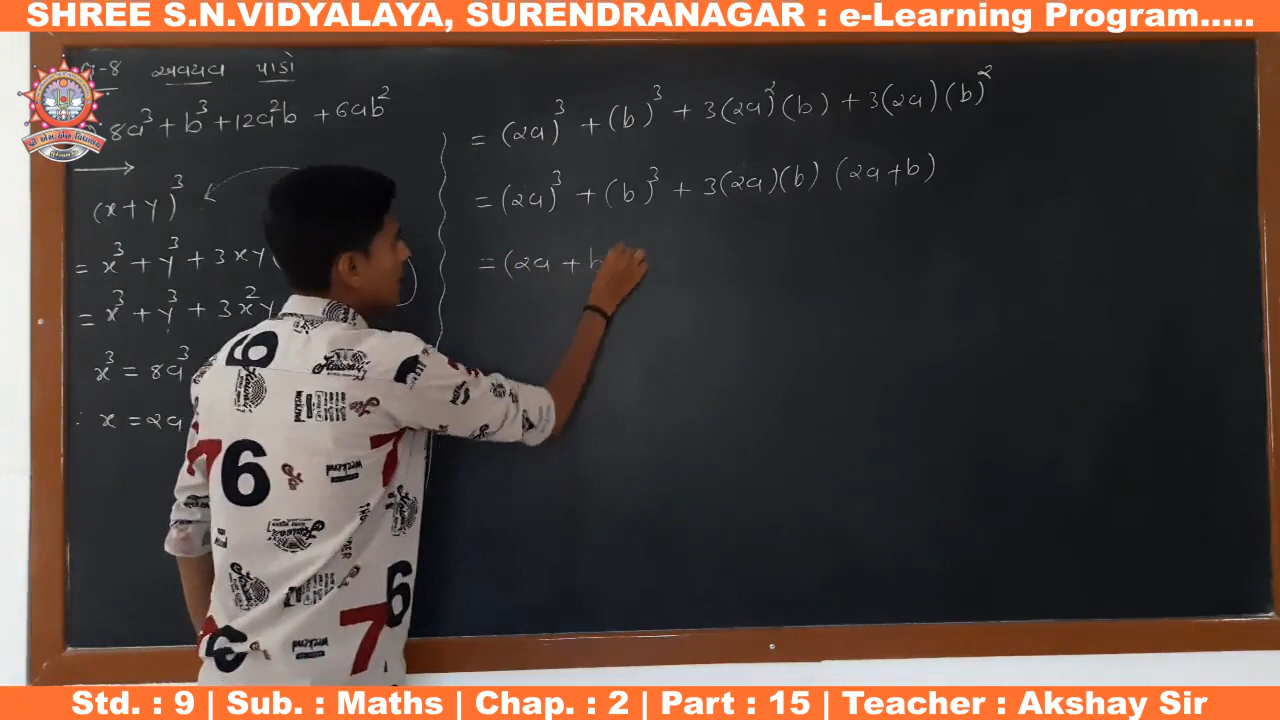 SHREE S.N.VIDYALAYA, SURENDRANAGAR : e-Learning Program.....
-8 અવયવ પાડો
8a³ + b³ + 12a²b + 6ab²
(x+y)³
= x³ + y³ + 3xy(
= x³ + y³ + 3x²y
x³ = 8a³
∴ x = 2a
= (2a)³ + (b)³ + 3(2a)²(b) + 3(2a)(b)²
= (2a)³ + (b)³ + 3(2a)(b) (2a+b)
= (2a + b
Std. : 9 | Sub. : Maths | Chap. : 2 | Part : 15 | Teacher : Akshay Sir